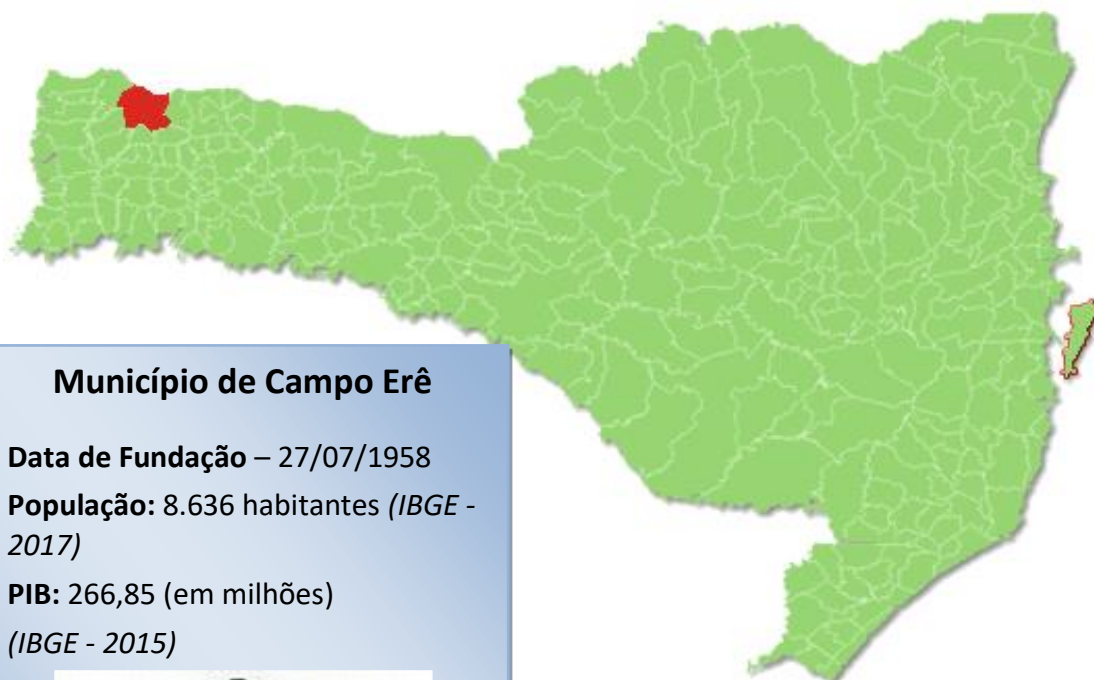 Município de Campo Erê
Data de Fundação – 27/07/1958
População: 8.636 habitantes (IBGE -
2017)
PIB: 266,85 (em milhões)
(IBGE - 2015)